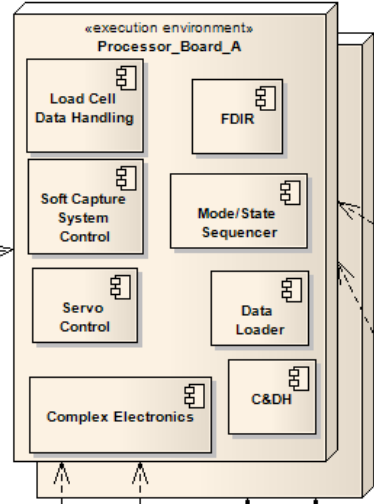 «execution environment»
Processor_Board_A
Load Cell
Data Handling
FDIR
Soft Capture
System
Control
Mode/State
Sequencer
Servo
Control
Data
Loader
Complex Electronics
C&DH